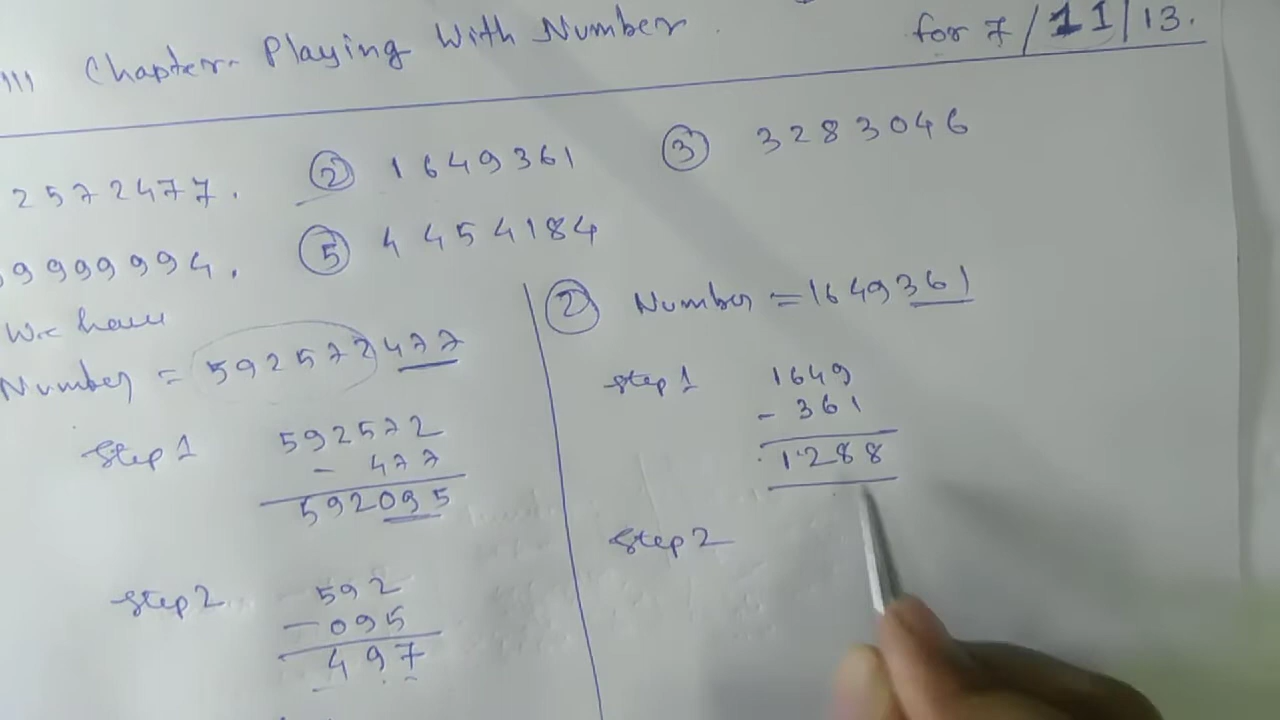 III Chapter- Playing With Number. for 7/11/13.
2572477. ② 1649361 ③ 3283046
9999994. ⑤ 4454184
We have
Number = 592572477
Step 1 592572
- 477
592095
Step 2 592
- 095
497
② Number = 1649361
Step 1 1649
- 361
1288
Step 2